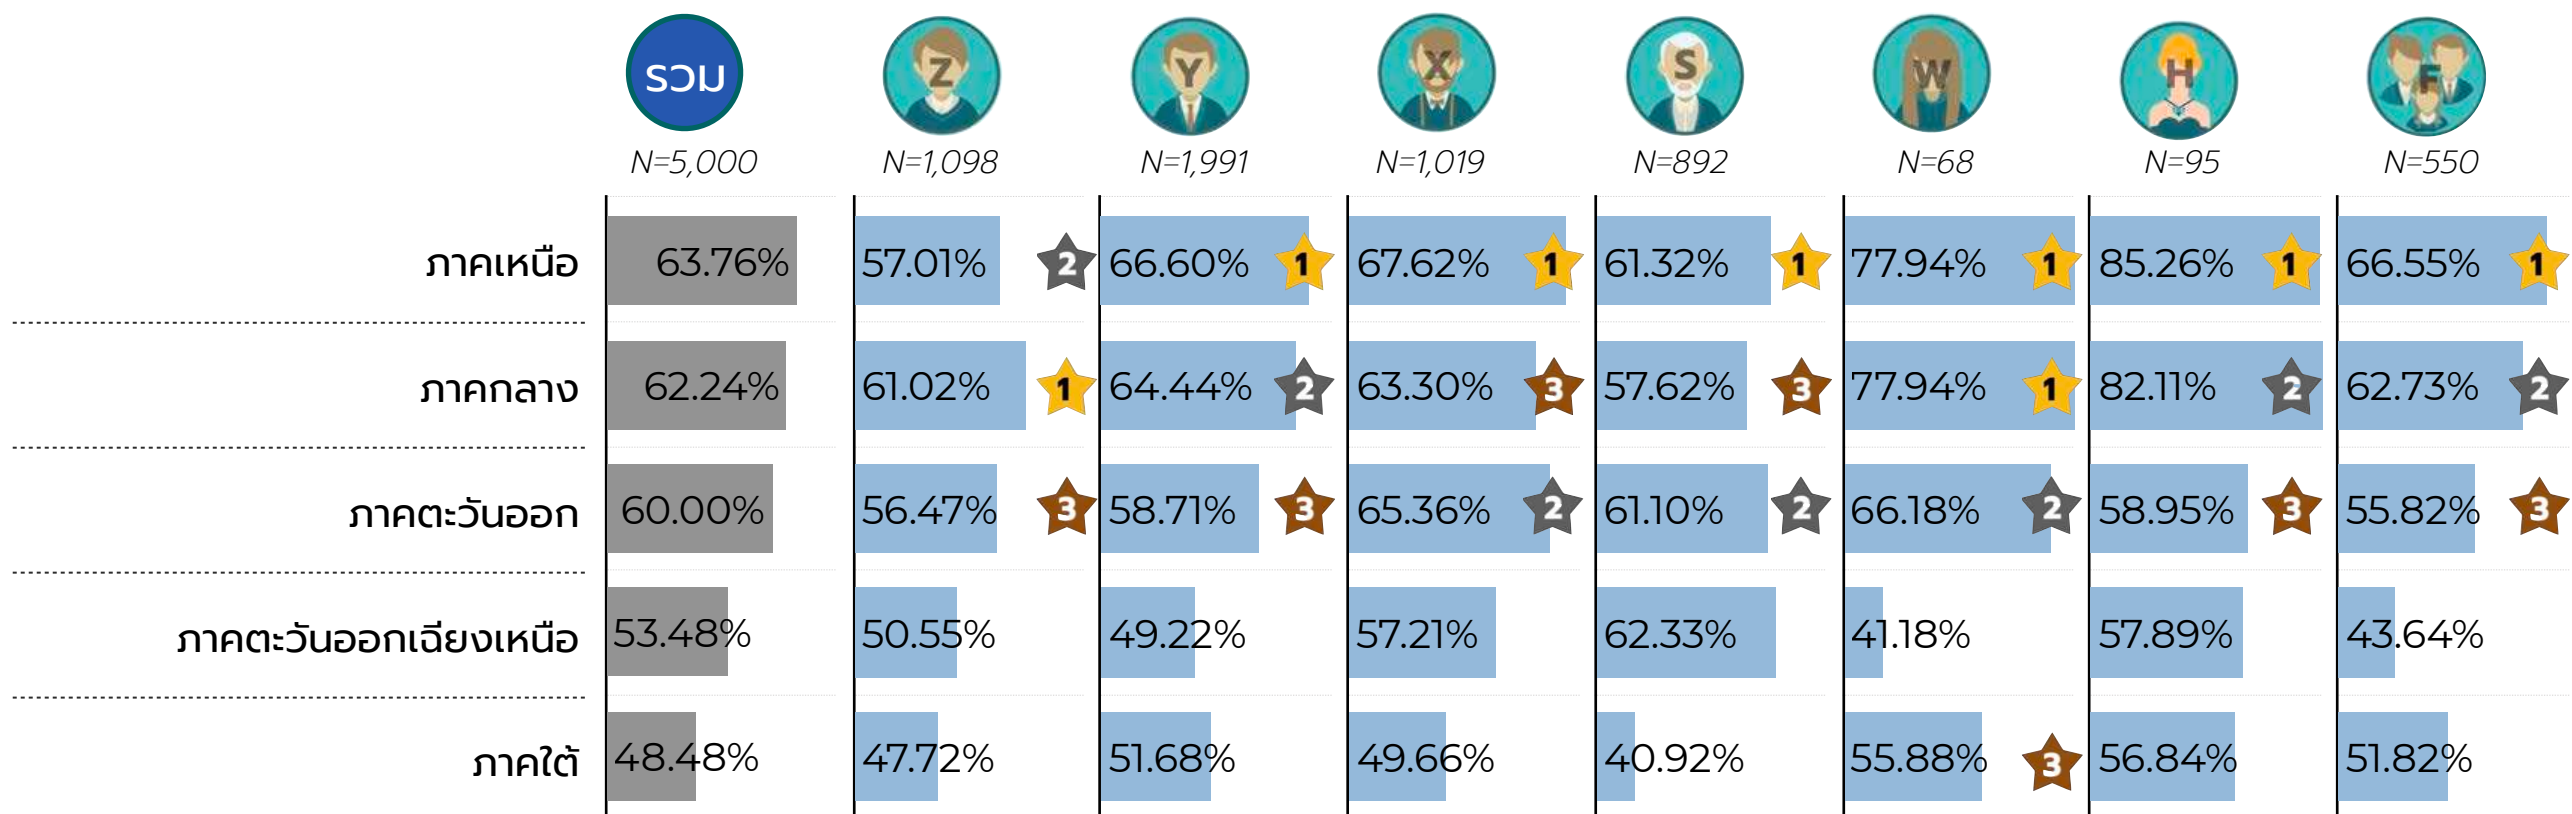 รวม Z Y X S W H F
N=5,000 N=1,098 N=1,991 N=1,019 N=892 N=68 N=95 N=550
ภาคเหนือ 63.76% 57.01% 2 66.60% 1 67.62% 1 61.32% 1 77.94% 1 85.26% 1 66.55% 1
ภาคกลาง 62.24% 61.02% 1 64.44% 2 63.30% 3 57.62% 3 77.94% 1 82.11% 2 62.73% 2
ภาคตะวันออก 60.00% 56.47% 3 58.71% 3 65.36% 2 61.10% 2 66.18% 2 58.95% 3 55.82% 3
ภาคตะวันออกเฉียงเหนือ 53.48% 50.55% 49.22% 57.21% 62.33% 41.18% 57.89% 43.64%
ภาคใต้ 48.48% 47.72% 51.68% 49.66% 40.92% 55.88% 3 56.84% 51.82%